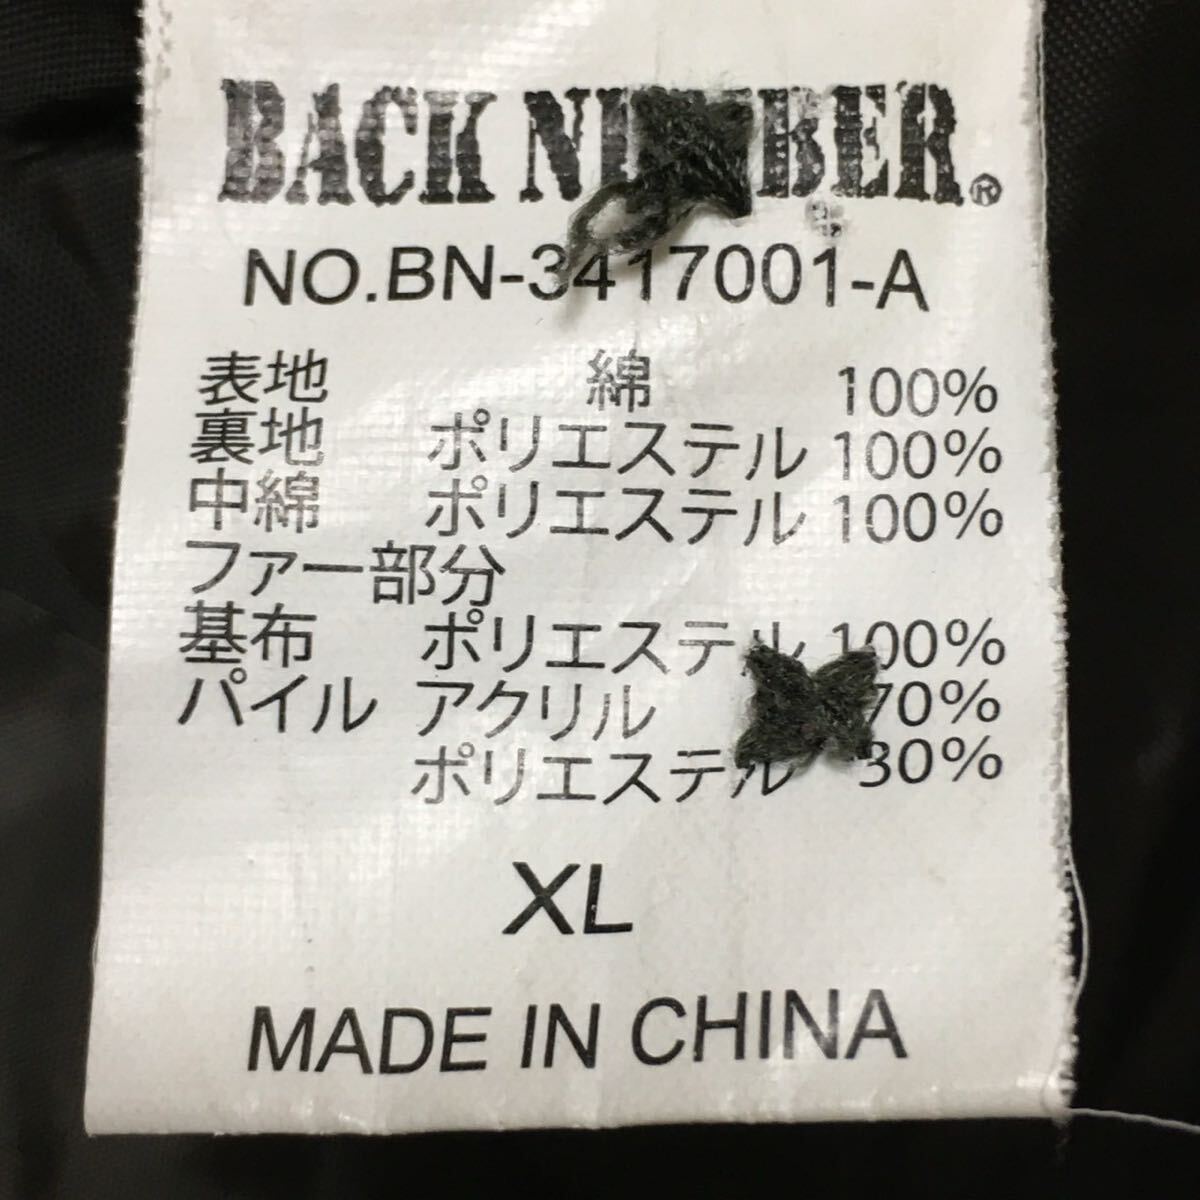 BACK NUMBER®
NO.BN-3417001-A
表地 綿 100%
裏地 ポリエステル 100%
中綿 ポリエステル 100%
ファー部分
基布 ポリエステル 100%
パイル アクリル 70%
ポリエステル 30%
XL
MADE IN CHINA